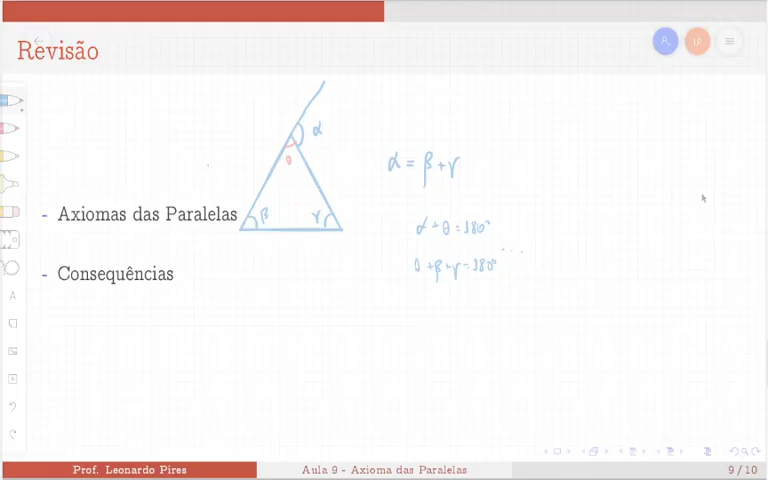 Revisão
α
θ
α = β + γ
β
γ
- Axiomas das Paralelas
α + θ = 180°
θ + β + γ = 180° ...
- Consequências
A
Prof. Leonardo Pires
Aula 9 - Axioma das Paralelas
9 / 10